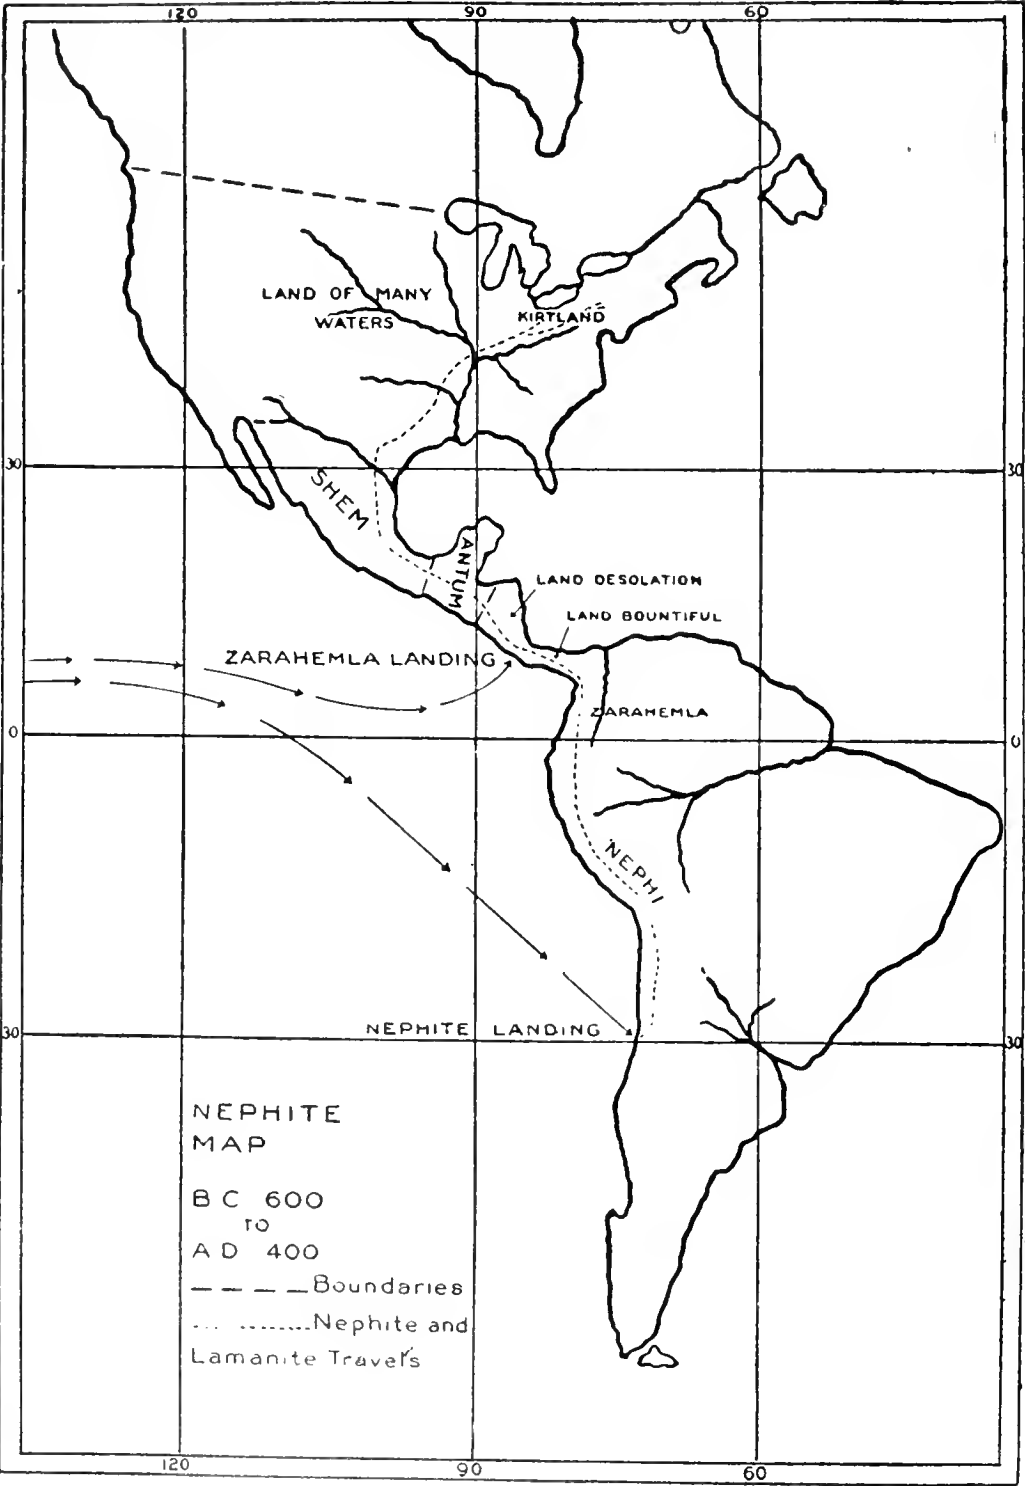 120 90 60
LAND OF MANY
WATERS
KIRTLAND
30 30
SHEM
ANTUM
LAND DESOLATION
LAND BOUNTIFUL
ZARAHEMLA LANDING
ZARAHEMLA
0 0
NEPHI
NEPHITE LANDING
30 30
NEPHITE
MAP
B C 600
TO
A D 400
Boundaries
Nephite and
Lamanite Travels
120 90 60